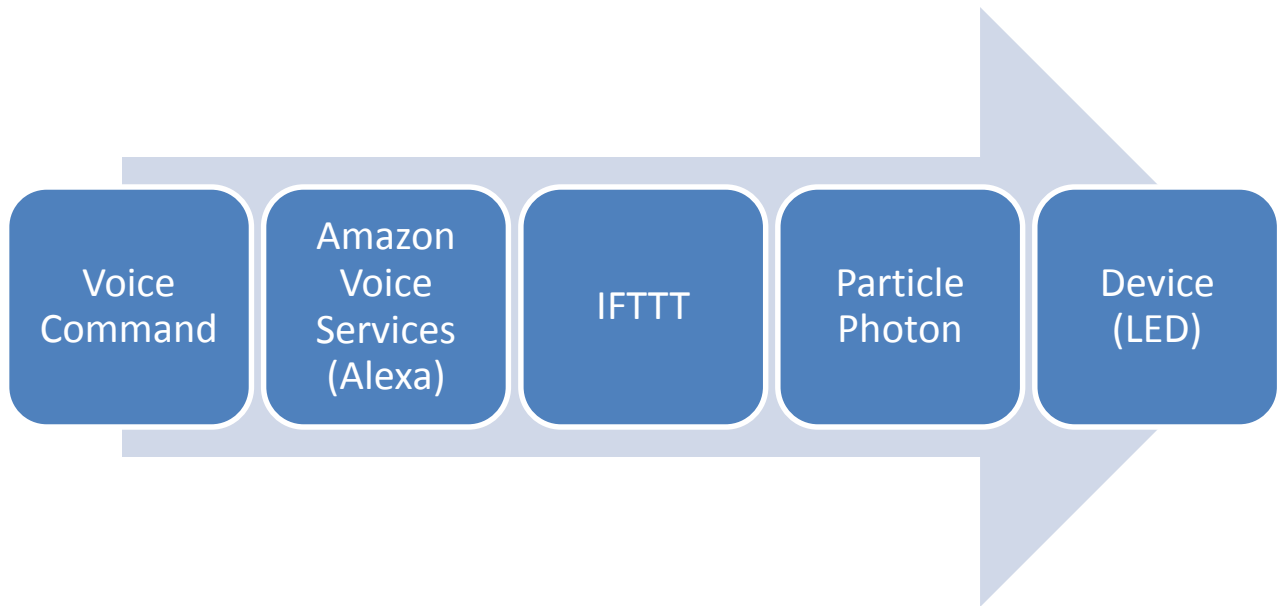 Voice
Command
Amazon
Voice
Services
(Alexa)
IFTTT
Particle
Photon
Device
(LED)